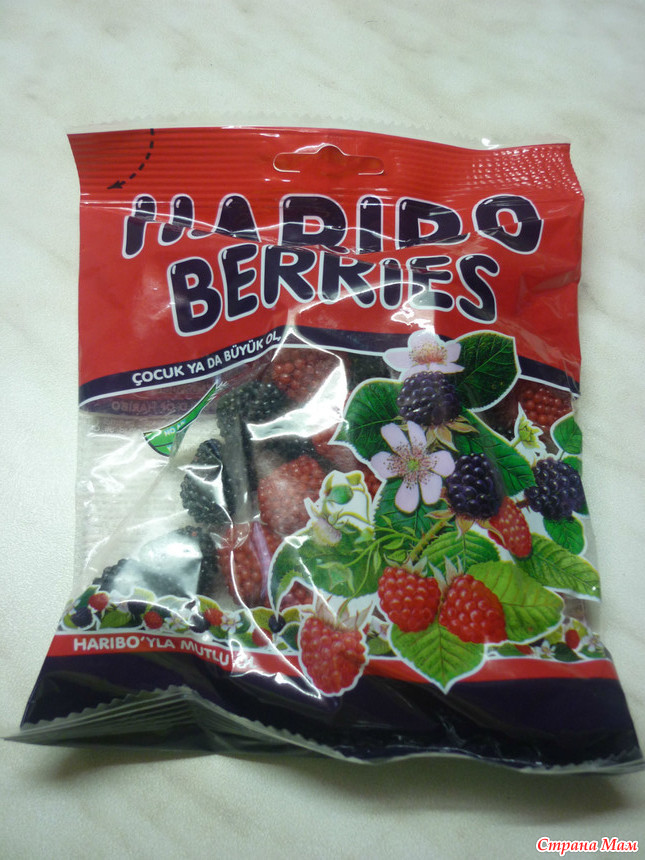 HARIBO
BERRIES
ÇOCUK YA DA BÜYÜK OL,
HARIBO'YLA MUTLU
Страна Мам